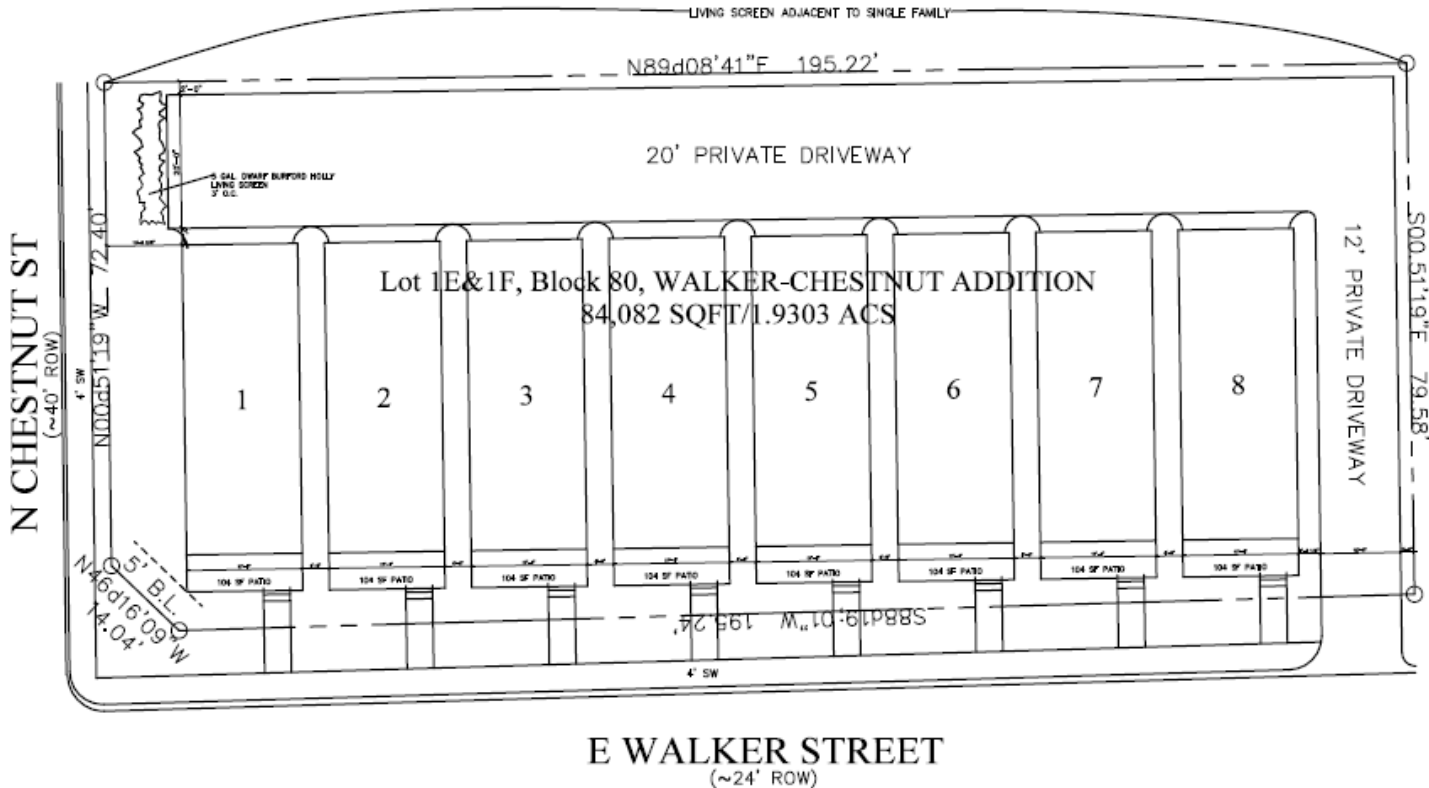 LIVING SCREEN ADJACENT TO SINGLE FAMILY
N89d08'41"E 195.22'
20' PRIVATE DRIVEWAY
5 GAL DWARF BURFORD HOLLY
LIVING SCREEN
3' O.C.
N CHESTNUT ST
(~40' ROW)
4' SW
N00d51'19"W 72.40'
S00.51'19"E 79.58'
12' PRIVATE DRIVEWAY
Lot 1E&1F, Block 80, WALKER-CHESTNUT ADDITION
84,082 SQFT/1.9303 ACS
1
2
3
4
5
6
7
8
5' B.L.
N46d16'09"W
14.04'
104 SF PATIO
104 SF PATIO
104 SF PATIO
104 SF PATIO
104 SF PATIO
104 SF PATIO
104 SF PATIO
104 SF PATIO
S88d19;01"W 195.24'
4' SW
E WALKER STREET
(~24' ROW)